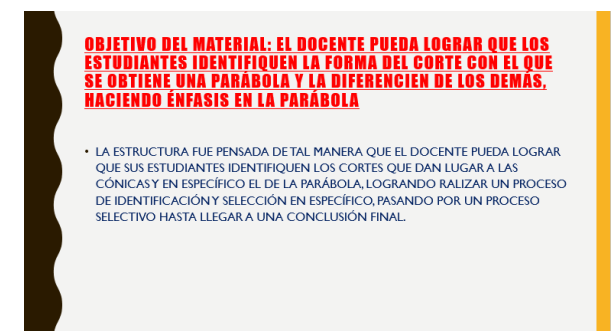 OBJETIVO DEL MATERIAL: EL DOCENTE PUEDA LOGRAR QUE LOS
ESTUDIANTES IDENTIFIQUEN LA FORMA DEL CORTE CON EL QUE
SE OBTIENE UNA PARÁBOLA Y LA DIFERENCIEN DE LOS DEMÁS,
HACIENDO ÉNFASIS EN LA PARÁBOLA
• LA ESTRUCTURA FUE PENSADA DE TAL MANERA QUE EL DOCENTE PUEDA LOGRAR
QUE SUS ESTUDIANTES IDENTIFIQUEN LOS CORTES QUE DAN LUGAR A LAS
CÓNICAS Y EN ESPECÍFICO EL DE LA PARÁBOLA, LOGRANDO RALIZAR UN PROCESO
DE IDENTIFICACIÓN Y SELECCIÓN EN ESPECÍFICO, PASANDO POR UN PROCESO
SELECTIVO HASTA LLEGAR A UNA CONCLUSIÓN FINAL.